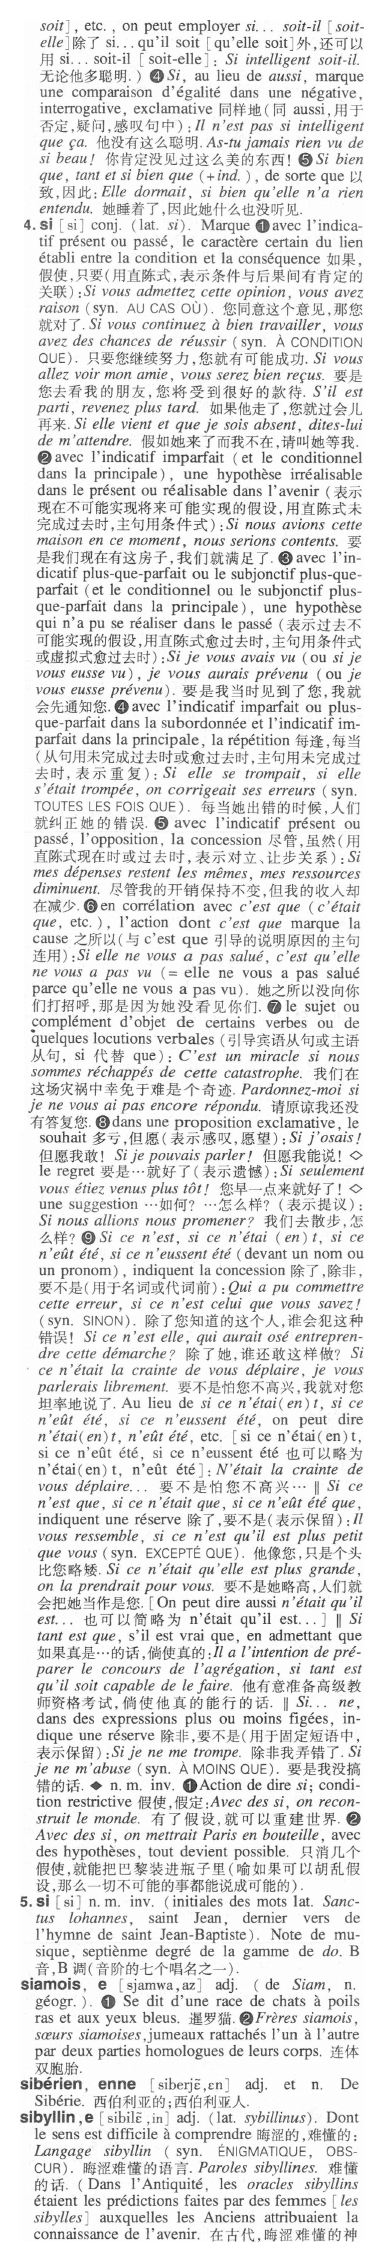 soit], etc., on peut employer si... soit-il [soit-
elle]除了 si...qu'il soit [qu'elle soit]外,还可以
用 si... soit-il [soit-elle]: Si intelligent soit-il.
无论他多聪明.) ❹Si, au lieu de aussi, marque
une comparaison d'égalité dans une négative,
interrogative, exclamative 同样地(同 aussi,用于
否定,疑问,感叹句中):Il n'est pas si intelligent
que ça. 他没有这么聪明. As-tu jamais rien vu de
si beau! 你肯定没见过这么美的东西! ❺Si bien
que, tant et si bien que (+ind.), de sorte que 以
致,因此:Elle dormait, si bien qu'elle n'a rien
entendu. 她睡着了,因此她什么也没听见.
4. si [si] conj. (lat. si). Marque ❶avec l'indica-
tif présent ou passé, le caractère certain du lien
établi entre la condition et la conséquence 如果,
假使,只要(用直陈式,表示条件与后果间有肯定的
关联):Si vous admettez cette opinion, vous avez
raison (syn. AU CAS OÙ). 您同意这个意见,那您
就对了. Si vous continuez à bien travailler, vous
avez des chances de réussir (syn. À CONDITION
QUE). 只要您继续努力,您就有可能成功. Si vous
allez voir mon amie, vous serez bien reçus. 要是
您去看我的朋友,您将受到很好的款待. S'il est
parti, revenez plus tard. 如果他走了,您就过会儿
再来. Si elle vient et que je sois absent, dites-lui
de m'attendre. 假如她来了而我不在,请叫她等我.
❷avec l'indicatif imparfait (et le conditionnel
dans la principale), une hypothèse irréalisable
dans le présent ou réalisable dans l'avenir (表示
现在不可能实现将来可能实现的假设,用直陈式未
完成过去时,主句用条件式):Si nous avions cette
maison en ce moment, nous serions contents. 要
是我们现在有这房子,我们就满足了. ❸avec l'in-
dicatif plus-que-parfait ou le subjonctif plus-que-
parfait (et le conditionnel ou le subjonctif plus-
que-parfait dans la principale), une hypothèse
qui n'a pu se réaliser dans le passé (表示过去不
可能实现的假设,用直陈式愈过去时,主句用条件式
或虚拟式愈过去时):Si je vous avais vu (ou si je
vous eusse vu), je vous aurais prévenu (ou je
vous eusse prévenu). 要是我当时见到了您,我就
会先通知您. ❹avec l'indicatif imparfait ou plus-
que-parfait dans la subordonnée et l'indicatif im-
parfait dans la principale, la répétition 每逢,每当
(从句用未完成过去时或愈过去时,主句用未完成过
去时,表示重复): Si elle se trompait, si elle
s'était trompée, on corrigeait ses erreurs (syn.
TOUTES LES FOIS QUE). 每当她出错的时候,人们
就纠正她的错误. ❺ avec l'indicatif présent ou
passé, l'opposition, la concession 尽管,虽然(用
直陈式现在时或过去时,表示对立、让步关系):Si
mes dépenses restent les mêmes, mes ressources
diminuent. 尽管我的开销保持不变,但我的收入却
在减少. ❻en corrélation avec c'est que (c'était
que, etc.), l'action dont c'est que marque la
cause 之所以(与 c'est que 引导的说明原因的主句
连用):Si elle ne vous a pas salué, c'est qu'elle
ne vous a pas vu (= elle ne vous a pas salué
parce qu'elle ne vous a pas vu). 她之所以没向你
们打招呼,那是因为她没看见你们. ❼ le sujet ou
complément d'objet de certains verbes ou de
quelques locutions verbales (引导宾语从句或主语
从句, si 代替 que): C'est un miracle si nous
sommes réchappés de cette catastrophe. 我们在
这场灾祸中幸免于难是个奇迹. Pardonnez-moi si
je ne vous ai pas encore répondu. 请原谅我还没
有答复您. ❽dans une proposition exclamative, le
souhait 多亏,但愿(表示感叹,愿望):Si j'osais!
但愿我敢! Si je pouvais parler! 但愿我能说! ◇
le regret 要是…就好了(表示遗憾):Si seulement
vous étiez venus plus tôt! 您早一点来就好了! ◇
une suggestion …如何? …怎么样? (表示提议):
Si nous allions nous promener? 我们去散步,怎
么样? ❾Si ce n'est, si ce n'étai (en) t, si ce
n'eût été, si ce n'eussent été (devant un nom ou
un pronom), indiquent la concession 除了,除非,
要不是(用于名词或代词前):Qui a pu commettre
cette erreur, si ce n'est celui que vous savez!
(syn. SINON). 除了您知道的这个人,谁会犯这种
错误! Si ce n'est elle, qui aurait osé entrepren-
dre cette démarche? 除了她,谁还敢这样做? Si
ce n'était la crainte de vous déplaire, je vous
parlerais librement. 要不是怕您不高兴,我就对您
坦率地说了. Au lieu de si ce n'étai(en)t, si ce
n'eût été, si ce n'eussent été, on peut dire
n'étai(en)t, n'eût été, etc. [si ce n'étai(en)t,
si ce n'eût été, si ce n'eussent été 也可以略为
n'étai(en) t, n'eût été]: N'était la crainte de
vous déplaire... 要不是怕您不高兴… ‖ Si ce
n'est que, si ce n'était que, si ce n'eût été que,
indiquent une réserve 除了,要不是(表示保留):Il
vous ressemble, si ce n'est qu'il est plus petit
que vous (syn. EXCEPTÉ QUE). 他像您,只是个头
比您略矮. Si ce n'était qu'elle est plus grande,
on la prendrait pour vous. 要不是她略高,人们就
会把她当作是您. [On peut dire aussi n'était qu'il
est... 也可以简略为 n'était qu'il est...] ‖ Si
tant est que, s'il est vrai que, en admettant que
如果真是…的话,倘使真的:Il a l'intention de pré-
parer le concours de l'agrégation, si tant est
qu'il soit capable de le faire. 他有意准备高级教
师资格考试,倘使他真的能行的话. ‖ Si... ne,
dans des expressions plus ou moins figées, in-
dique une réserve 除非,要不是(用于固定短语中,
表示保留):Si je ne me trompe. 除非我弄错了. Si
je ne m'abuse (syn. À MOINS QUE). 要是我没搞
错的话. ◆ n. m. inv. ❶Action de dire si; condi-
tion restrictive 假使,假定:Avec des si, on recon-
struit le monde. 有了假设,就可以重建世界. ❷
Avec des si, on mettrait Paris en bouteille, avec
des hypothèses, tout devient possible. 只消几个
假使,就能把巴黎装进瓶子里(喻如果可以胡乱假
设,那么一切不可能的事都能说成可能的).
5. si [si] n. m. inv. (initiales des mots lat. Sanc-
tus Iohannes, saint Jean, dernier vers de
l'hymne de saint Jean-Baptiste). Note de mu-
sique, septiènme degré de la gamme de do. B
音,B 调(音阶的七个唱名之一).
siamois, e [sjamwa,az] adj. (de Siam, n.
géogr.). ❶ Se dit d'une race de chats à poils
ras et aux yeux bleus. 暹罗猫. ❷Frères siamois,
sœurs siamoises,jumeaux rattachés l'un à l'autre
par deux parties homologues de leurs corps. 连体
双胞胎.
sibérien, enne [siberjɛ̃,ɛn] adj. et n. De
Sibérie. 西伯利亚的;西伯利亚人.
sibyllin,e [sibilɛ̃,in] adj. (lat. sybillinus). Dont
le sens est difficile à comprendre 晦涩的,难懂的:
Langage sibyllin (syn. ÉNIGMATIQUE, OBS-
CUR). 晦涩难懂的语言. Paroles sibyllines. 难懂
的话. (Dans l'Antiquité, les oracles sibyllins
étaient les prédictions faites par des femmes [les
sibylles] auxquelles les Anciens attribuaient la
connaissance de l'avenir. 在古代,晦涩难懂的神